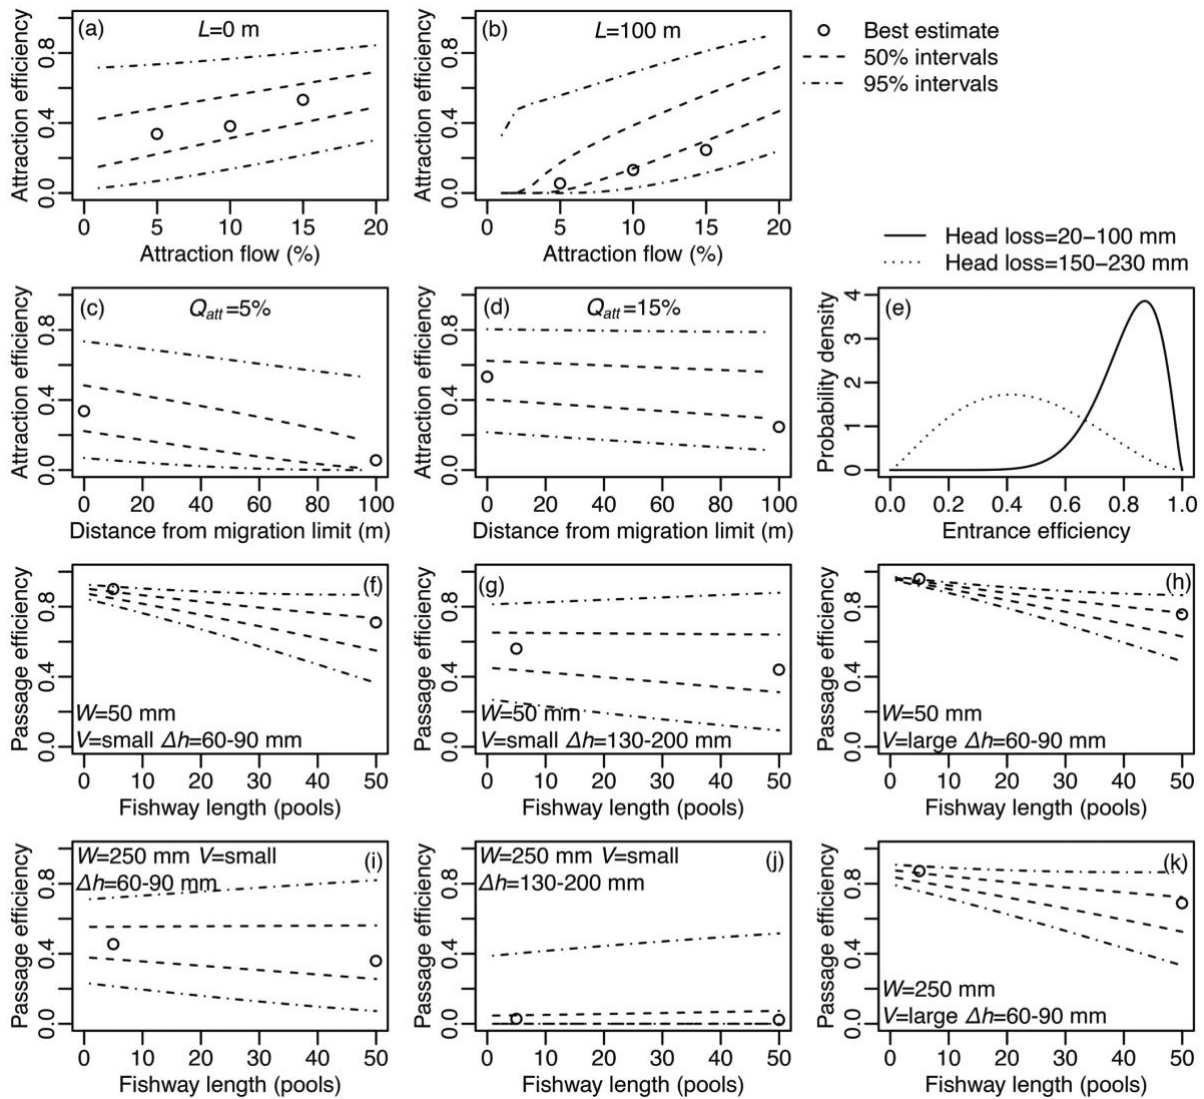 (a)
L=0 m
Attraction efficiency
0.0 0.4 0.8
0 5 10 15 20
Attraction flow (%)
(b)
L=100 m
Attraction efficiency
0.0 0.4 0.8
0 5 10 15 20
Attraction flow (%)
Best estimate
50% intervals
95% intervals
(c)
Qatt=5%
Attraction efficiency
0.0 0.4 0.8
0 20 40 60 80 100
Distance from migration limit (m)
(d)
Qatt=15%
Attraction efficiency
0.0 0.4 0.8
0 20 40 60 80 100
Distance from migration limit (m)
Head loss=20–100 mm
Head loss=150–230 mm
(e)
Probability density
0 1 2 3 4
0.0 0.2 0.4 0.6 0.8 1.0
Entrance efficiency
(f)
Passage efficiency
0.0 0.4 0.8
W=50 mm
V=small Δh=60-90 mm
0 10 20 30 40 50
Fishway length (pools)
(g)
Passage efficiency
0.0 0.4 0.8
W=50 mm
V=small Δh=130-200 mm
0 10 20 30 40 50
Fishway length (pools)
(h)
Passage efficiency
0.0 0.4 0.8
W=50 mm
V=large Δh=60-90 mm
0 10 20 30 40 50
Fishway length (pools)
W=250 mm V=small
(i)
Δh=60-90 mm
Passage efficiency
0.0 0.4 0.8
0 10 20 30 40 50
Fishway length (pools)
W=250 mm V=small
(j)
Δh=130-200 mm
Passage efficiency
0.0 0.4 0.8
0 10 20 30 40 50
Fishway length (pools)
(k)
Passage efficiency
0.0 0.4 0.8
W=250 mm
V=large Δh=60-90 mm
0 10 20 30 40 50
Fishway length (pools)